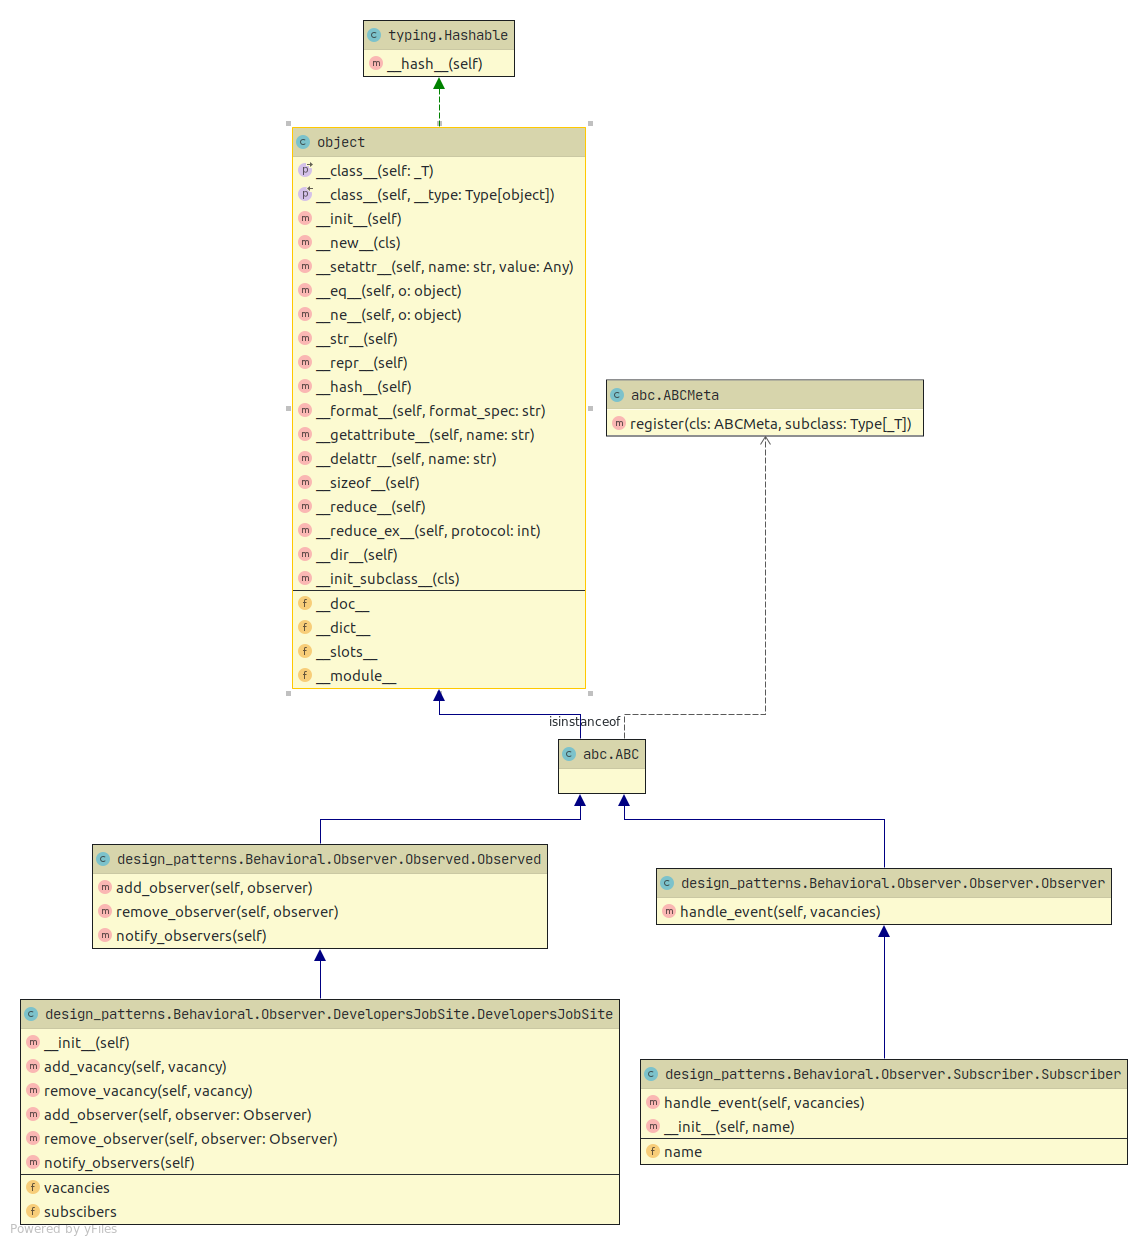 typing.Hashable
__hash__(self)
object
__class__(self: _T)
__class__(self, __type: Type[object])
__init__(self)
__new__(cls)
__setattr__(self, name: str, value: Any)
__eq__(self, o: object)
__ne__(self, o: object)
__str__(self)
__repr__(self)
__hash__(self)
__format__(self, format_spec: str)
__getattribute__(self, name: str)
__delattr__(self, name: str)
__sizeof__(self)
__reduce__(self)
__reduce_ex__(self, protocol: int)
__dir__(self)
__init_subclass__(cls)
__doc__
__dict__
__slots__
__module__
abc.ABCMeta
register(cls: ABCMeta, subclass: Type[_T])
isinstanceof
abc.ABC
design_patterns.Behavioral.Observer.Observed.Observed
add_observer(self, observer)
remove_observer(self, observer)
notify_observers(self)
design_patterns.Behavioral.Observer.Observer.Observer
handle_event(self, vacancies)
design_patterns.Behavioral.Observer.DevelopersJobSite.DevelopersJobSite
__init__(self)
add_vacancy(self, vacancy)
remove_vacancy(self, vacancy)
add_observer(self, observer: Observer)
remove_observer(self, observer: Observer)
notify_observers(self)
vacancies
subscibers
design_patterns.Behavioral.Observer.Subscriber.Subscriber
handle_event(self, vacancies)
__init__(self, name)
name
Powered by yFiles